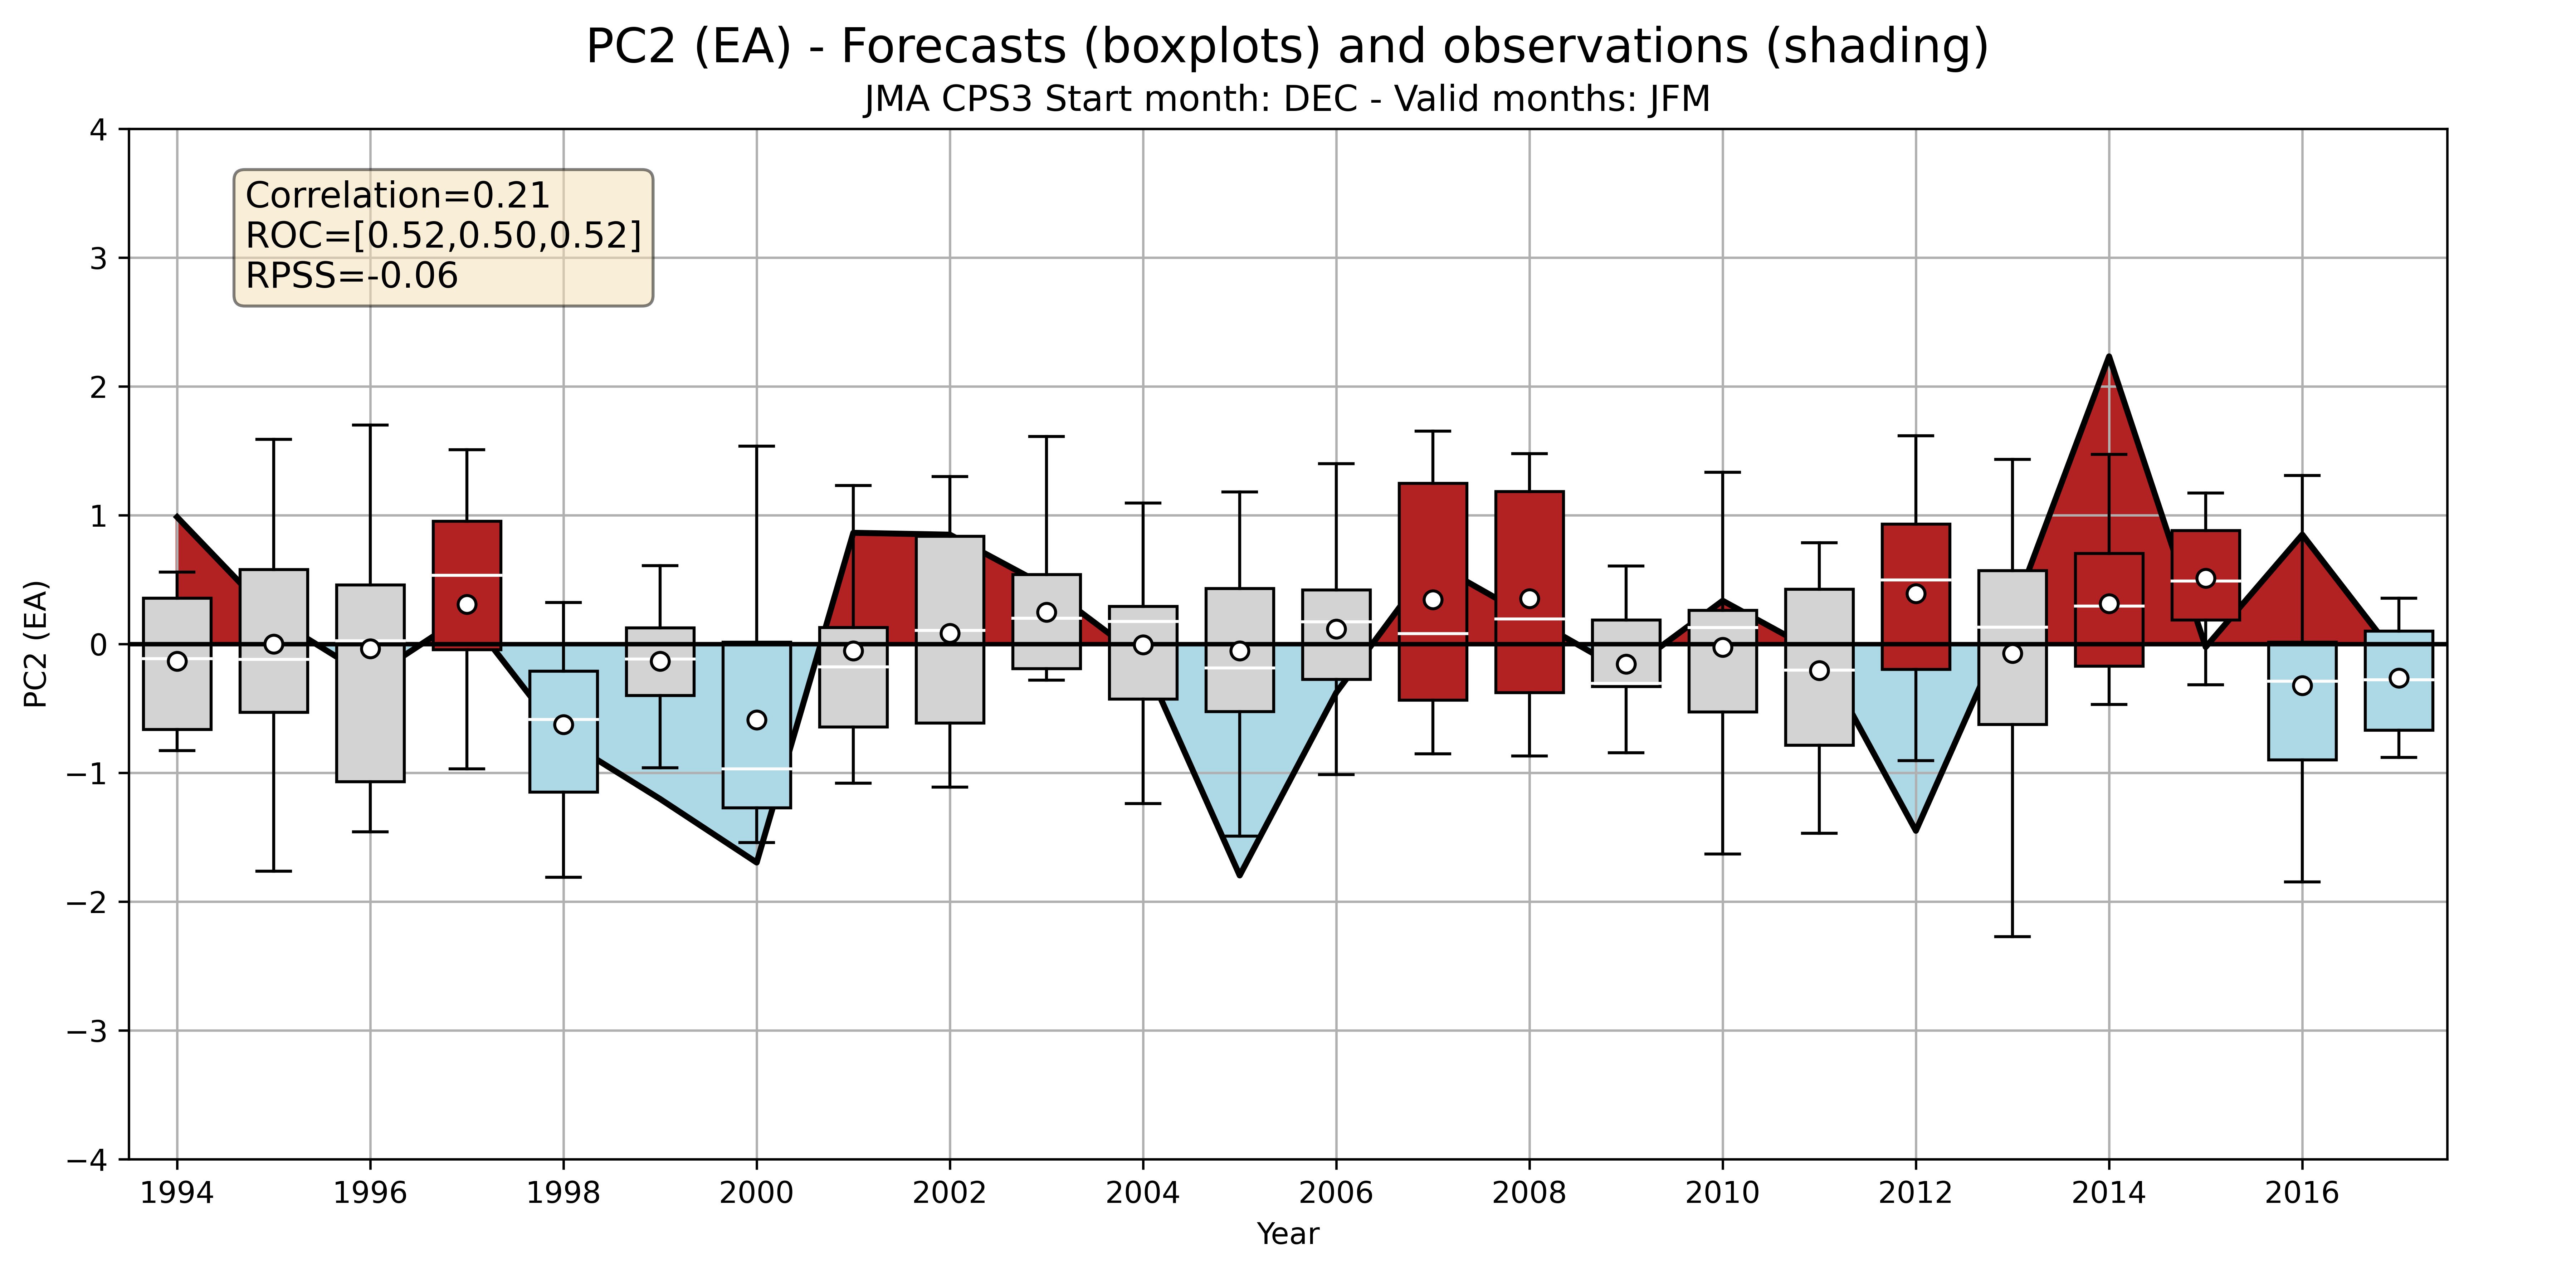 PC2 (EA) - Forecasts (boxplots) and observations (shading)
JMA CPS3 Start month: DEC - Valid months: JFM
Correlation=0.21
ROC=[0.52,0.50,0.52]
RPSS=-0.06
PC2 (EA)
4
3
2
1
0
−1
−2
−3
−4
1994 1996 1998 2000 2002 2004 2006 2008 2010 2012 2014 2016
Year